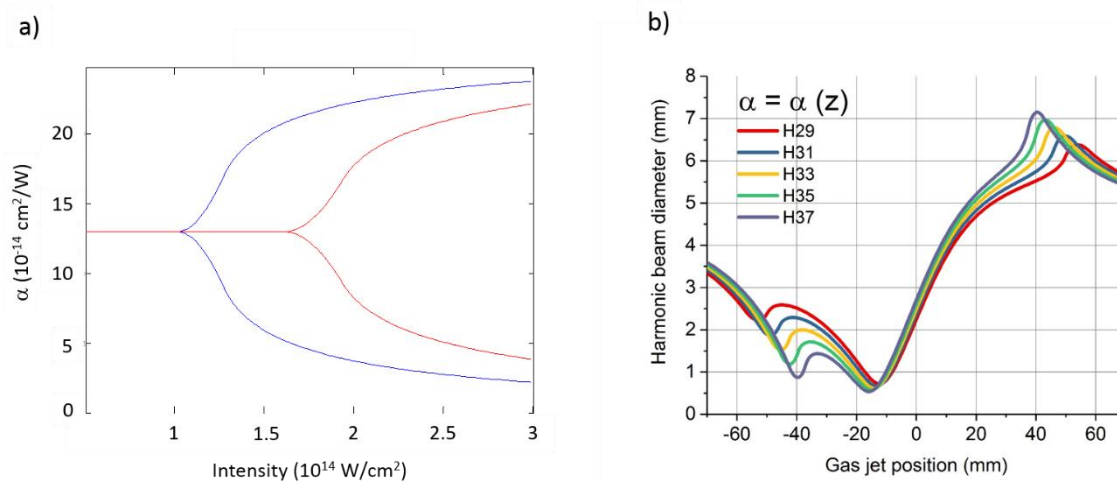 a)
α (10⁻¹⁴ cm²/W)
20
15
10
5
0
1
1.5
2
2.5
3
Intensity (10¹⁴ W/cm²)
b)
Harmonic beam diameter (mm)
8
7
6
5
4
3
2
1
0
α = α (z)
H29
H31
H33
H35
H37
-60 -40 -20 0 20 40 60
Gas jet position (mm)